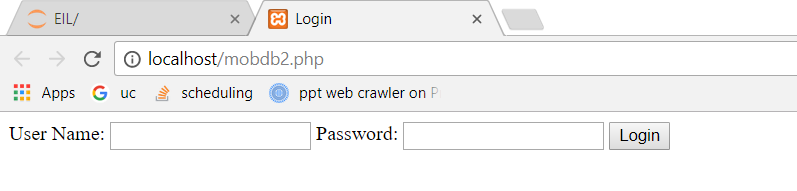 EIL/ Login
localhost/mobdb2.php
Apps uc scheduling ppt web crawler on
User Name: Password: Login